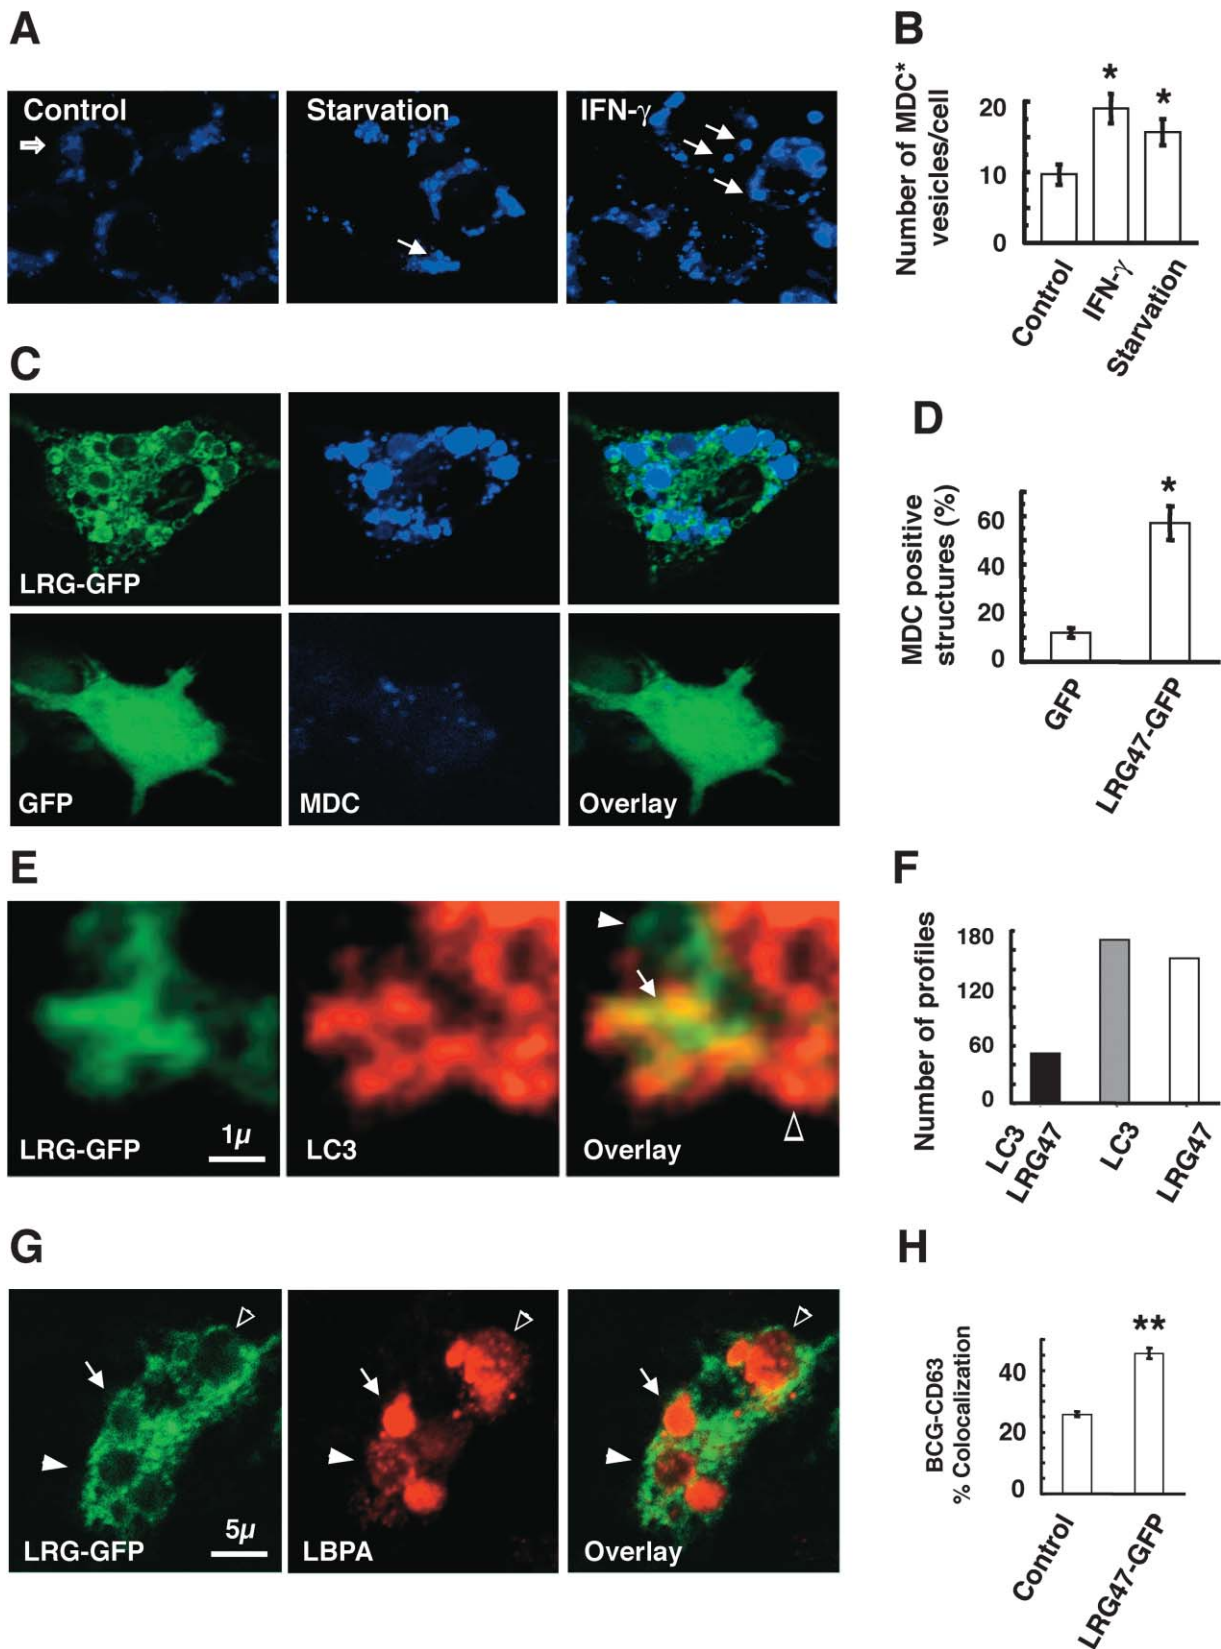 A
Control
Starvation
IFN-γ
B
Number of MDC*
vesicles/cell
20
10
0
*
*
Control
IFN-γ
Starvation
C
LRG-GFP
GFP
MDC
Overlay
D
MDC positive
structures (%)
60
40
20
0
*
GFP
LRG47-GFP
E
LRG-GFP
1µ
LC3
Overlay
F
Number of profiles
180
120
60
0
LC3
LRG47
LC3
LRG47
G
LRG-GFP
5µ
LBPA
Overlay
H
BCG-CD63
% Colocalization
40
20
0
**
Control
LRG47-GFP